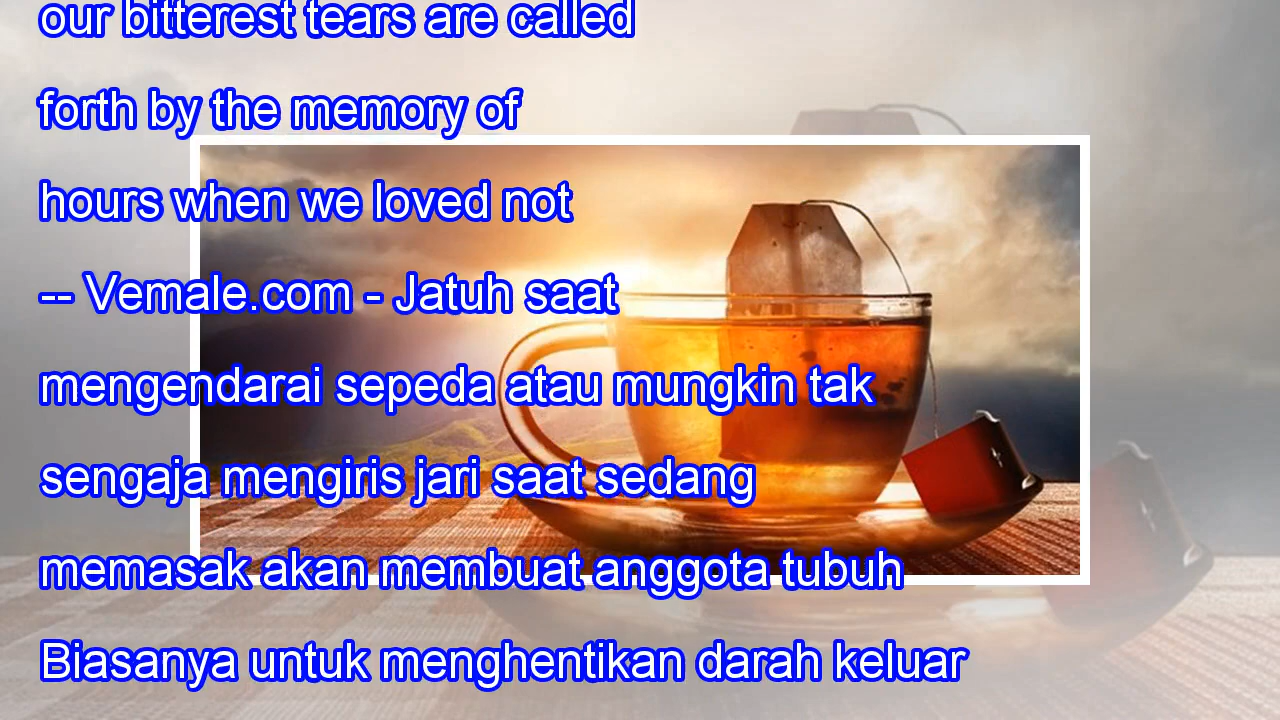 our bitterest tears are called
forth by the memory of
hours when we loved not
-- Vemale.com - Jatuh saat
mengendarai sepeda atau mungkin tak
sengaja mengiris jari saat sedang
memasak akan membuat anggota tubuh
Biasanya untuk menghentikan darah keluar